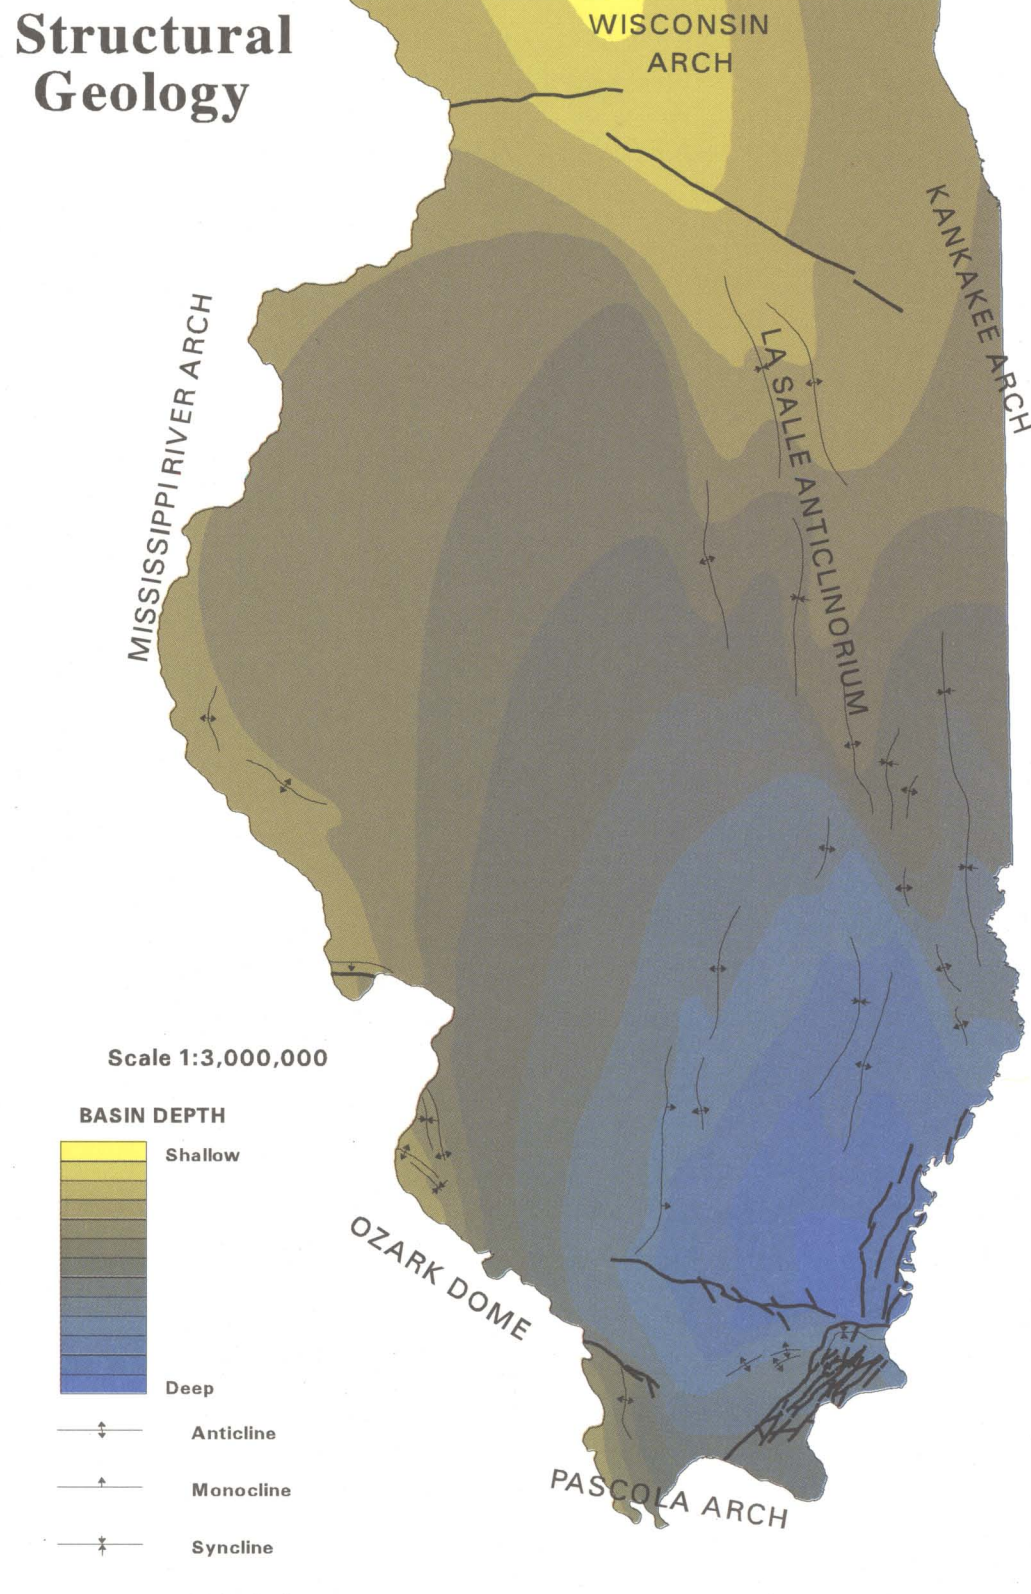 Structural
Geology
WISCONSIN
ARCH
KANKAKEE ARCH
MISSISSIPPI RIVER ARCH
LA SALLE ANTICLINORIUM
Scale 1:3,000,000
BASIN DEPTH
Shallow
Deep
OZARK DOME
Anticline
Monocline
PASCOLA ARCH
Syncline